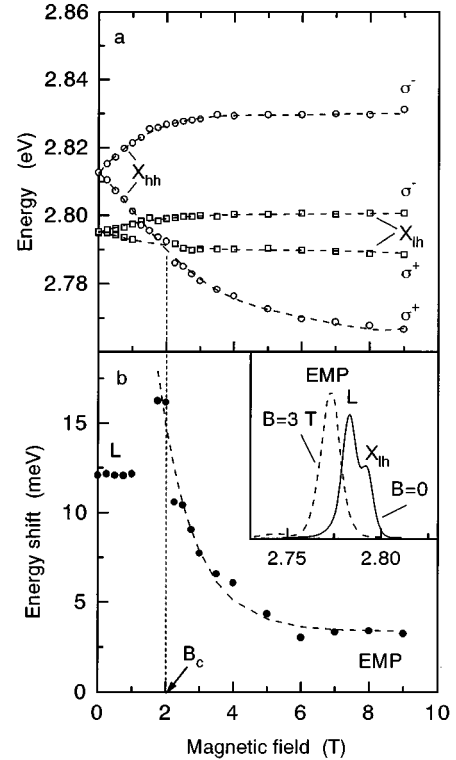 2.86
a
σ⁻
2.83
2.82
X_hh
σ⁻
Energy (eV)
2.80
X_lh
σ⁺
2.78
σ⁺
b
EMP
L
15
B=3 T
X_lh
L
B=0
10
2.75 2.80
Energy shift (meV)
5
EMP
B_c
0
0 2 4 6 8 10
Magnetic field (T)